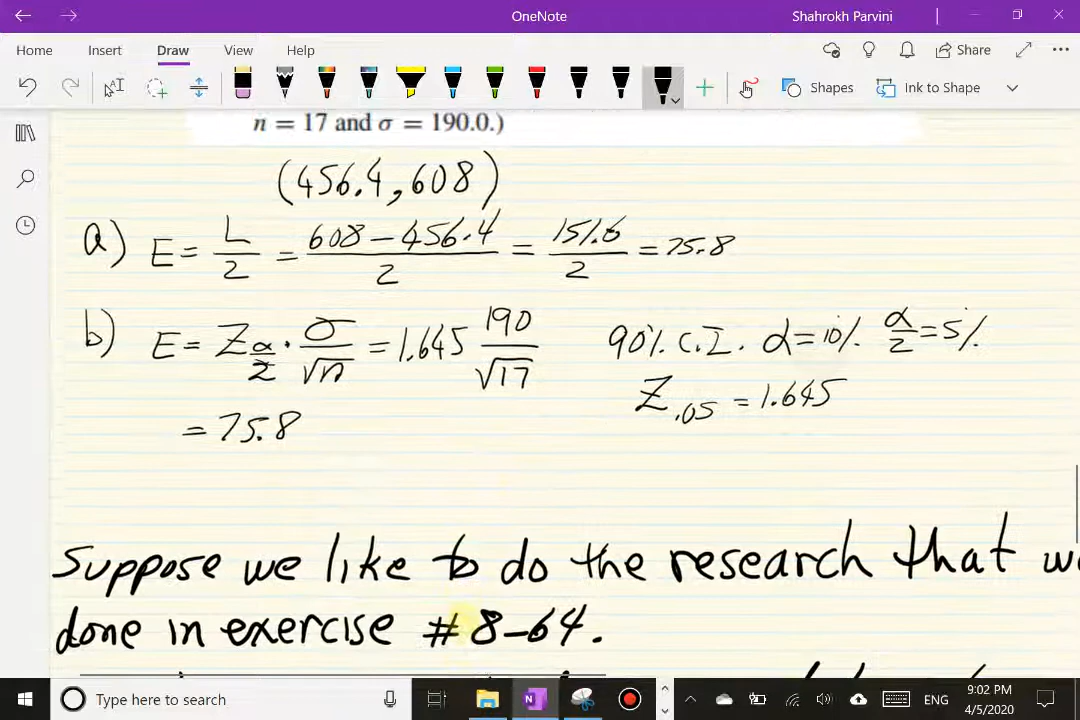 OneNote
Shahrokh Parvini
Home Insert Draw View Help
Share
Shapes
Ink to Shape
n = 17 and σ = 190.0.)
(456.4, 608)
a) E = L/2 = (608 − 456.4)/2 = 151.6/2 = 75.8
b) E = Z_{α/2} · σ/√n = 1.645 190/√17
90% C.I. α = 10% α/2 = 5%
Z_{.05} = 1.645
= 75.8
Suppose we like to do the research that we
done in exercise #8-64.
Type here to search
ENG
9:02 PM
4/5/2020